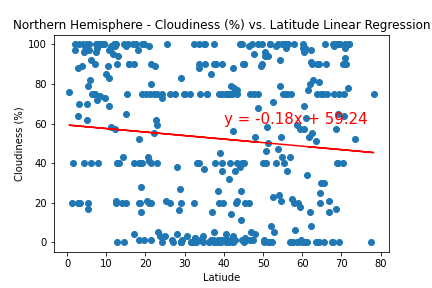 Northern Hemisphere - Cloudiness (%) vs. Latitude Linear Regression
100
80
60
40
20
0
Cloudiness (%)
y = -0.18x + 59.24
0 10 20 30 40 50 60 70 80
Latiude